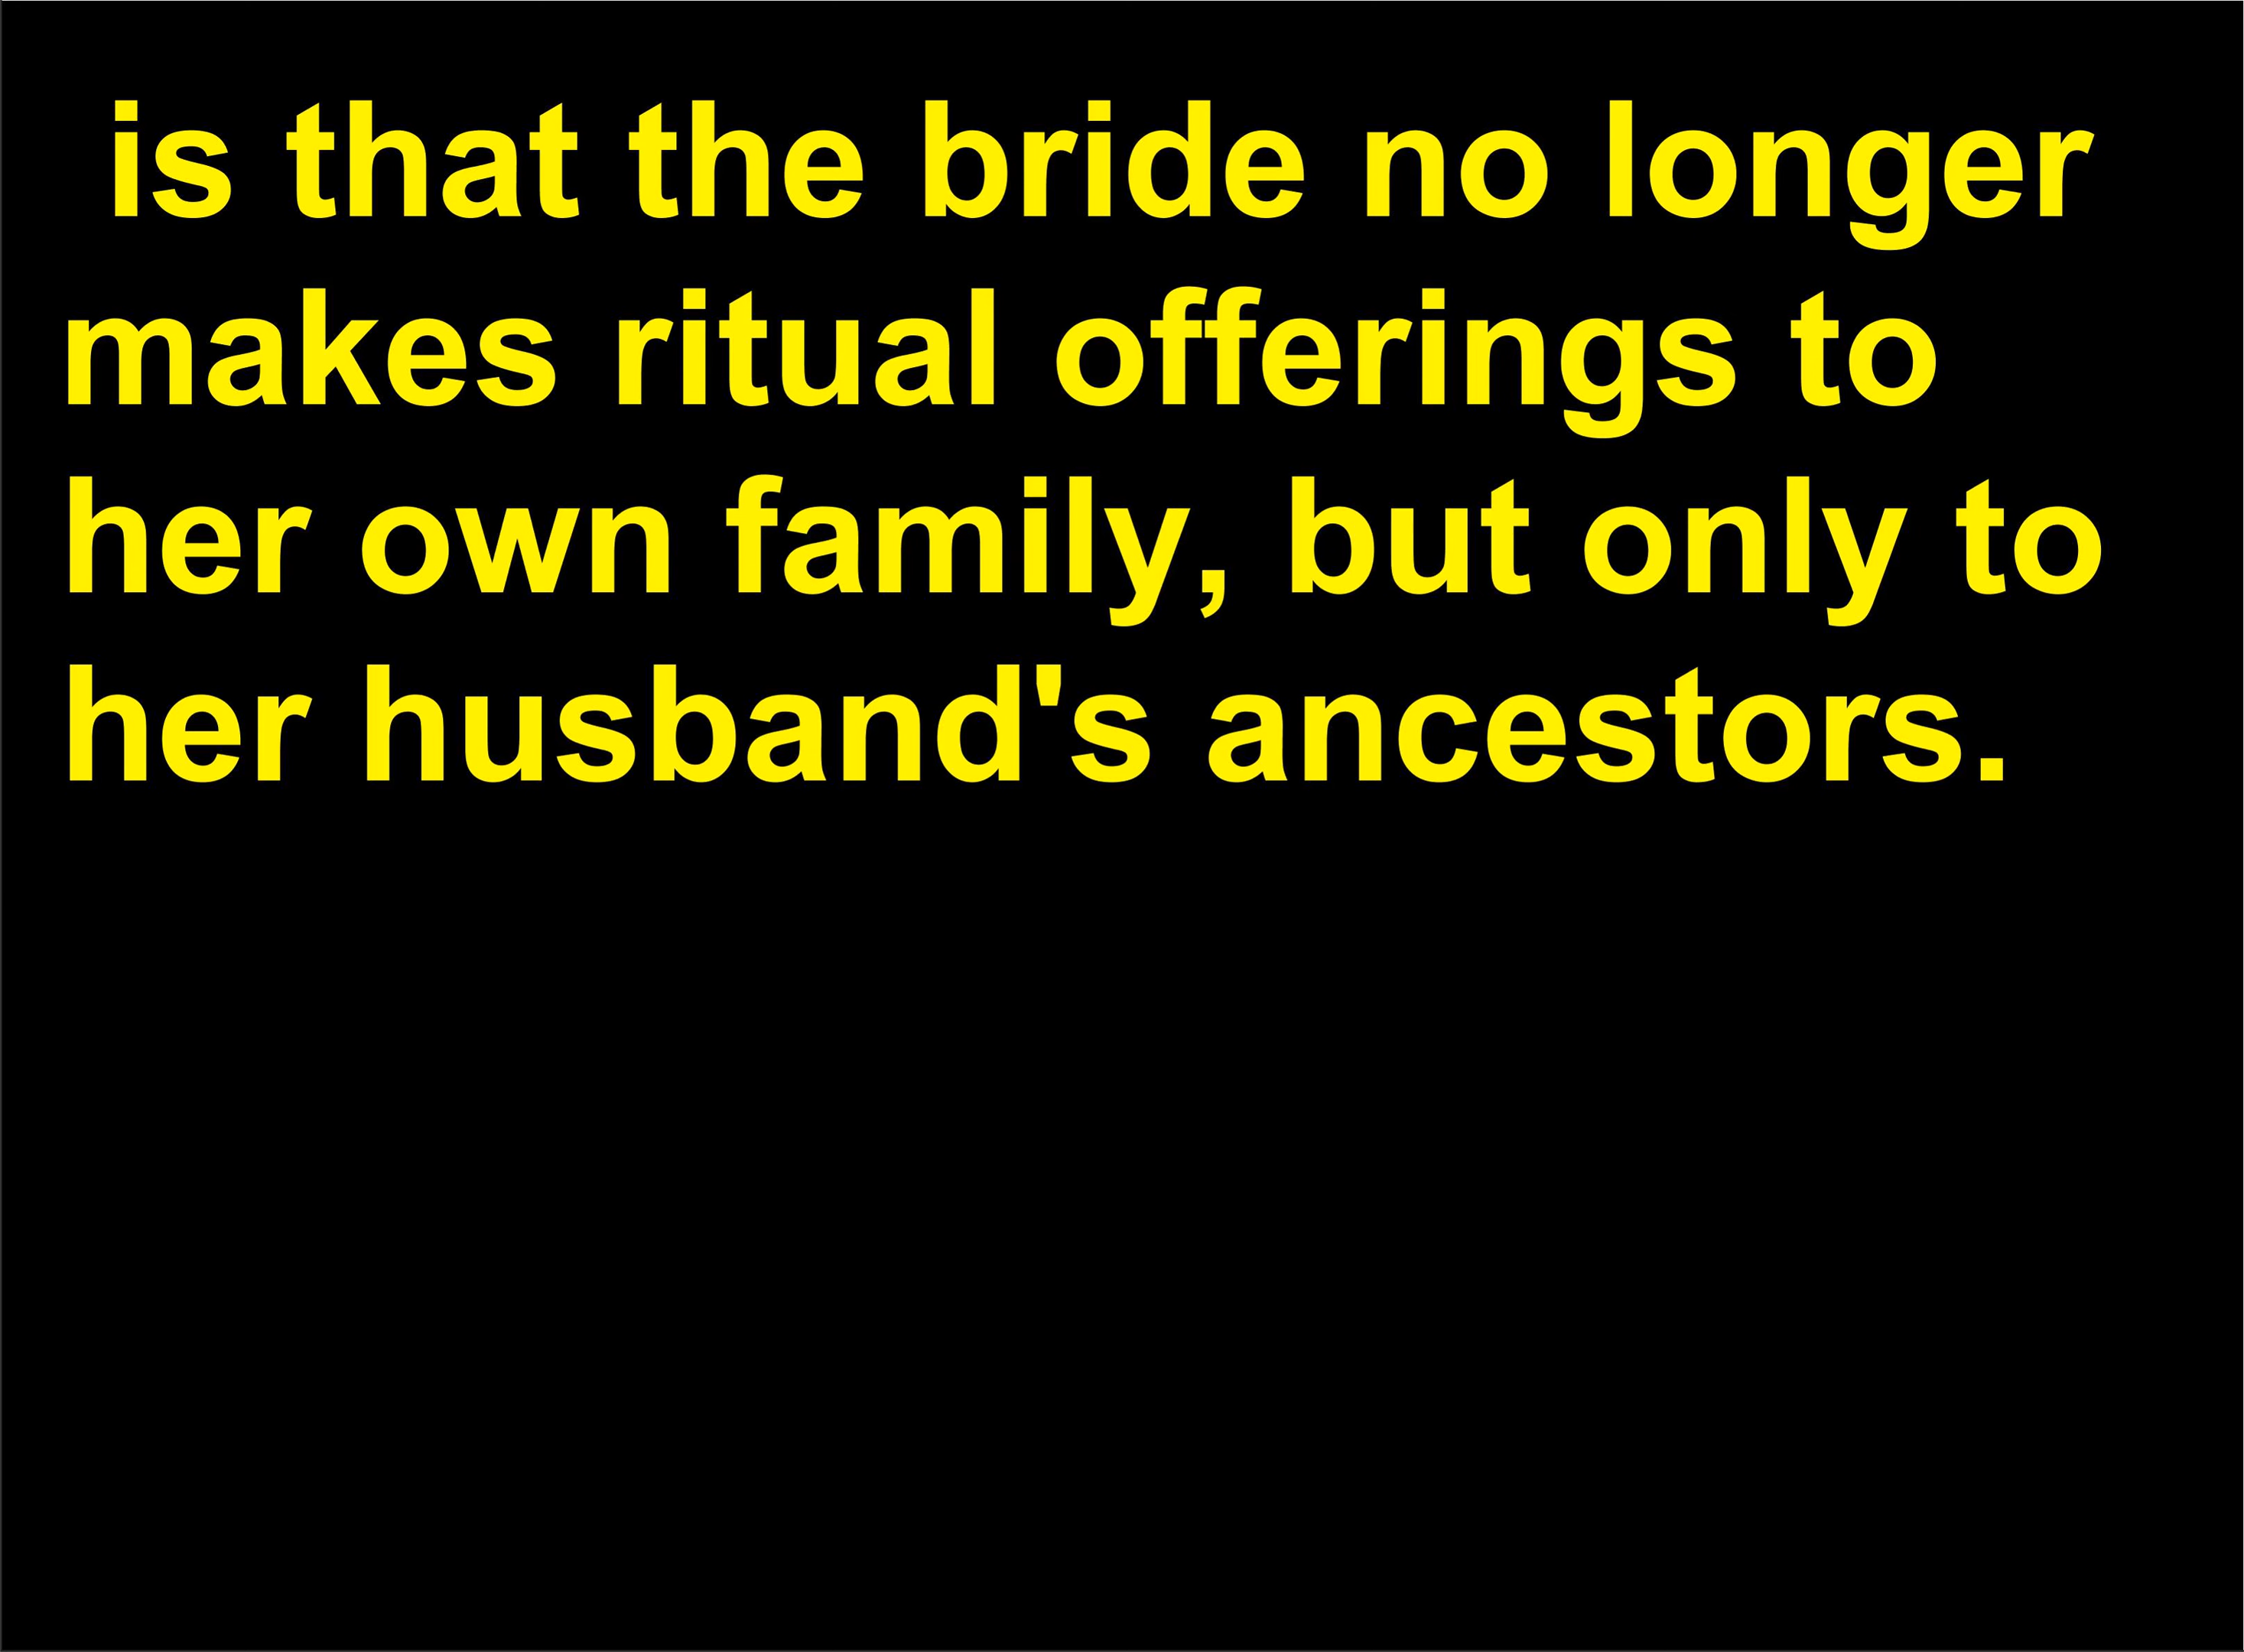 is that the bride no longer
makes ritual offerings to
her own family, but only to
her husband's ancestors.